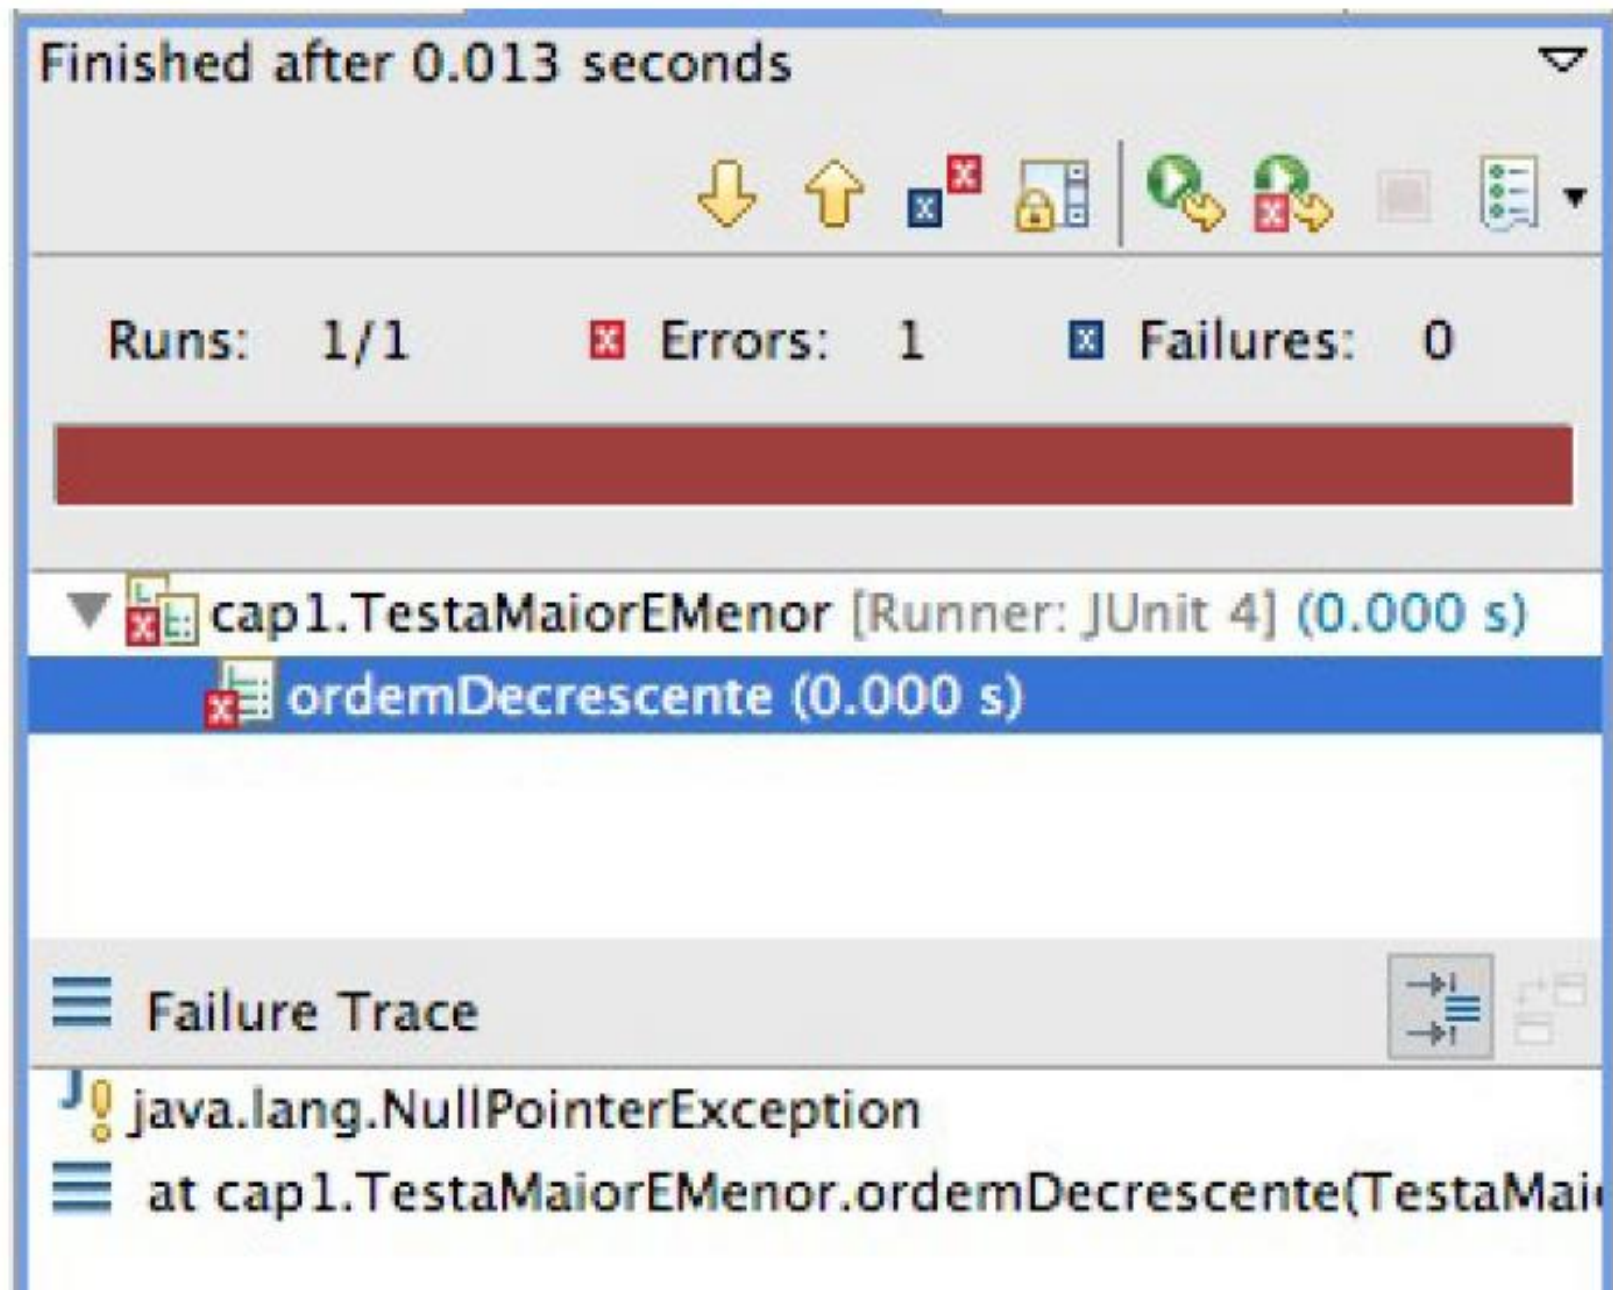 Finished after 0.013 seconds
Runs: 1/1 Errors: 1 Failures: 0
cap1.TestaMaiorEMenor [Runner: JUnit 4] (0.000 s)
ordemDecrescente (0.000 s)
Failure Trace
java.lang.NullPointerException
at cap1.TestaMaiorEMenor.ordemDecrescente(TestaMaio